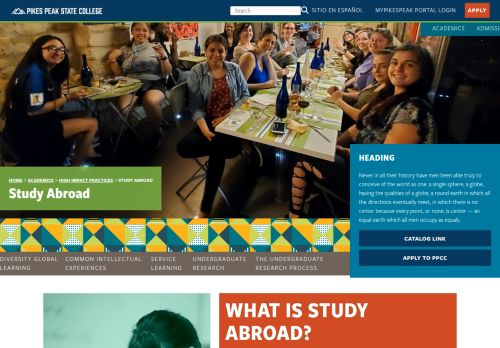 PIKES PEAK STATE COLLEGE
Search
SITIO EN ESPAÑOL
MYPIKESPEAK PORTAL LOGIN
APPLY
ACADEMICS
ADMISSI
HOME > ACADEMICS > HIGH IMPACT PRACTICES > STUDY ABROAD
Study Abroad
HEADING
Never in all their history have men been able truly to
conceive of the world as one: a single sphere, a globe,
having the qualities of a globe, a round earth in which all
the directions eventually meet, in which there is no
center because every point, or none, is center — an
equal earth which all men occupy as equals.
CATALOG LINK
APPLY TO PPCC
DIVERSITY GLOBAL
LEARNING
COMMON INTELLECTUAL
EXPERIENCES
SERVICE
LEARNING
UNDERGRADUATE
RESEARCH
THE UNDERGRADUATE
RESEARCH PROCESS
WHAT IS STUDY
ABROAD?